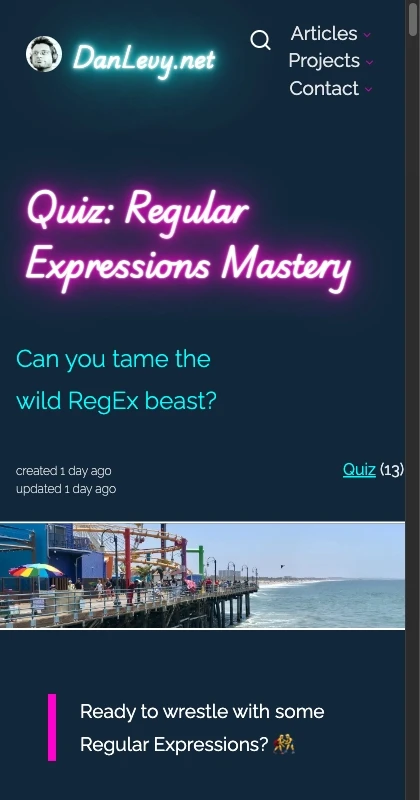 DanLevy.net
Articles
Projects
Contact
Quiz: Regular
Expressions Mastery
Can you tame the
wild RegEx beast?
created 1 day ago
updated 1 day ago
Quiz (13)
Ready to wrestle with some
Regular Expressions? 🤼